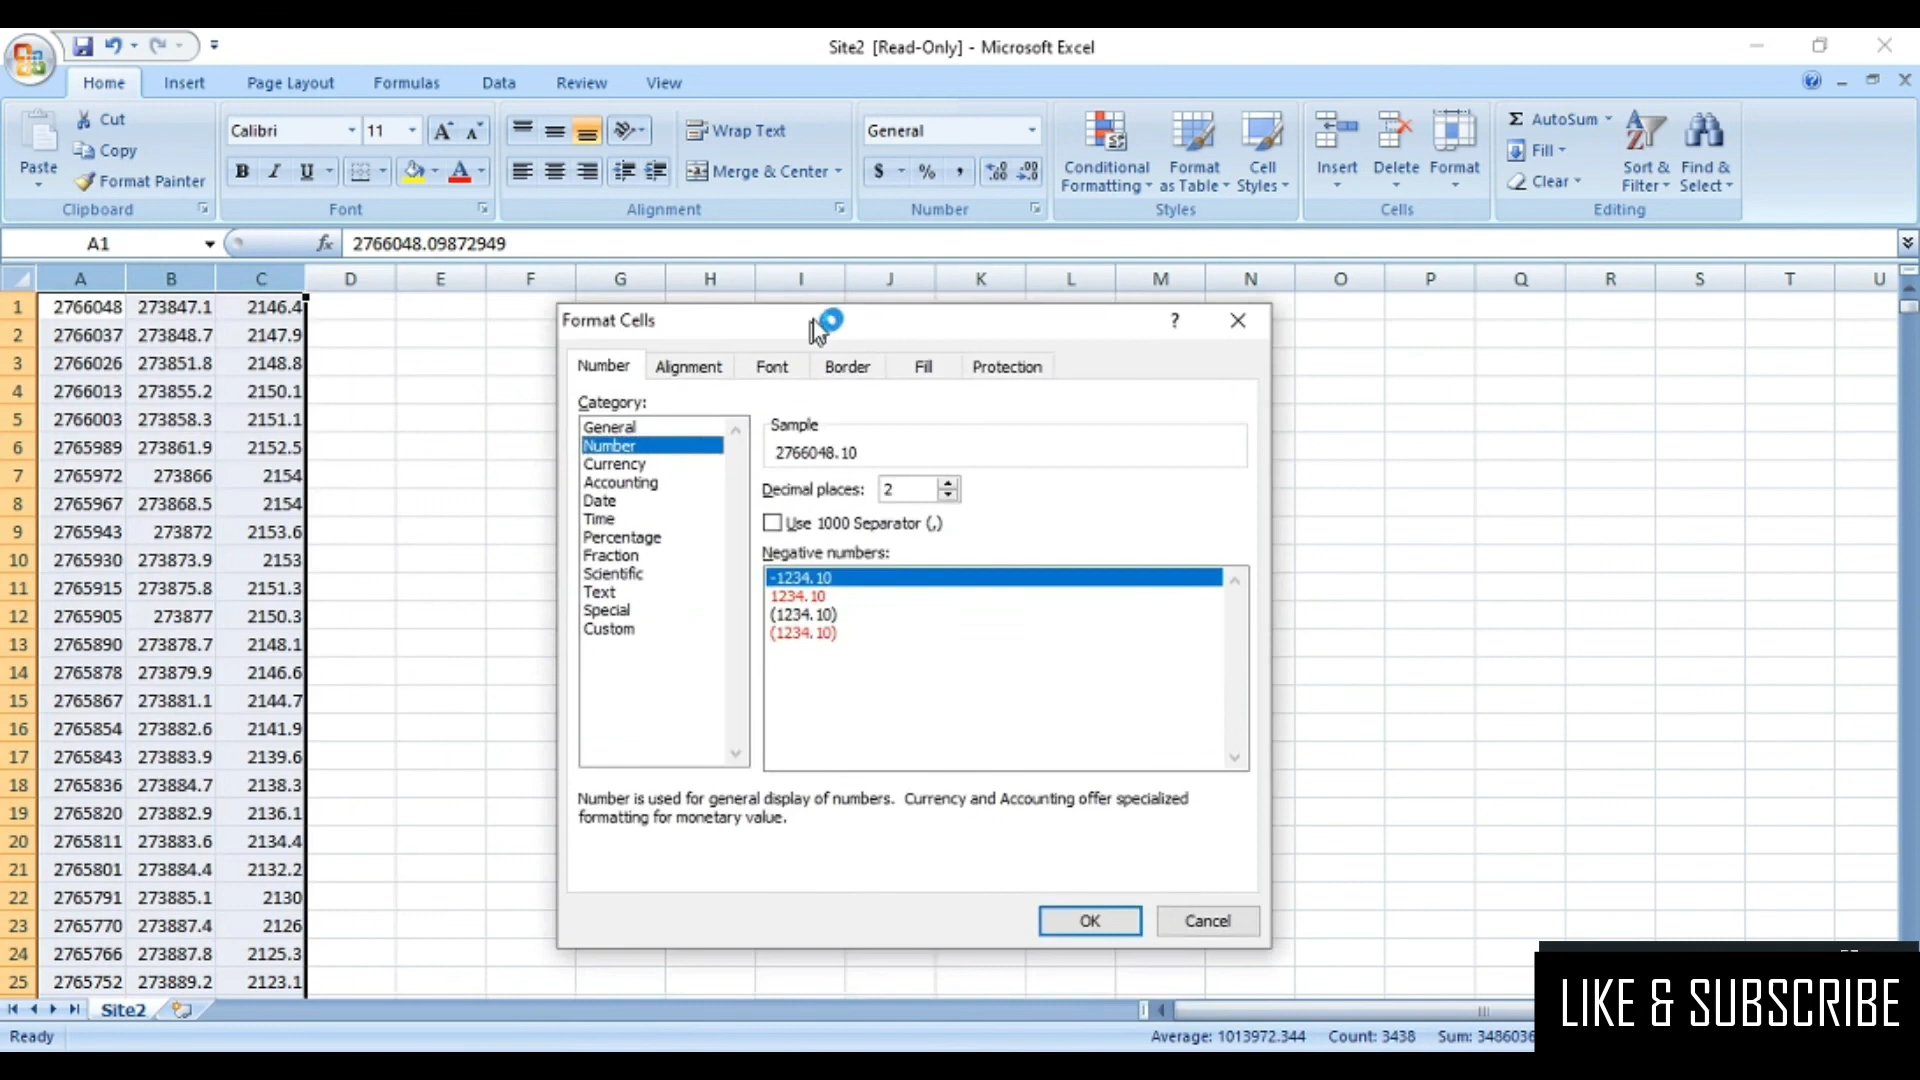 Site2 [Read-Only] - Microsoft Excel
Home Insert Page Layout Formulas Data Review View
Paste
Cut
Copy
Format Painter
Clipboard
Calibri 11
B I U
Font
Wrap Text
Merge & Center
Alignment
General
$ % ,
Number
Conditional Formatting
Format as Table
Cell Styles
Styles
Insert Delete Format
Cells
Σ AutoSum
Fill
Clear
Sort & Filter
Find & Select
Editing
A1 fx 2766048.09872949
A B C D E F G H I J K L M N O P Q R S T U
1 2766048 273847.1 2146.4
2 2766037 273848.7 2147.9
3 2766026 273851.8 2148.8
4 2766013 273855.2 2150.1
5 2766003 273858.3 2151.1
6 2765989 273861.9 2152.5
7 2765972 273866 2154
8 2765967 273868.5 2154
9 2765943 273872 2153.6
10 2765930 273873.9 2153
11 2765915 273875.8 2151.3
12 2765905 273877 2150.3
13 2765890 273878.7 2148.1
14 2765878 273879.9 2146.6
15 2765867 273881.1 2144.7
16 2765854 273882.6 2141.9
17 2765843 273883.9 2139.6
18 2765836 273884.7 2138.3
19 2765820 273882.9 2136.1
20 2765811 273883.6 2134.4
21 2765801 273884.4 2132.2
22 2765791 273885.1 2130
23 2765770 273887.4 2126
24 2765766 273887.8 2125.3
25 2765752 273889.2 2123.1
Format Cells ?
Number Alignment Font Border Fill Protection
Category:
General
Number
Currency
Accounting
Date
Time
Percentage
Fraction
Scientific
Text
Special
Custom
Sample
2766048.10
Decimal places: 2
Use 1000 Separator (,)
Negative numbers:
-1234.10
1234.10
(1234.10)
(1234.10)
Number is used for general display of numbers. Currency and Accounting offer specialized
formatting for monetary value.
OK Cancel
Site2
Ready
Average: 1013972.344 Count: 3438 Sum: 3486036
LIKE & SUBSCRIBE